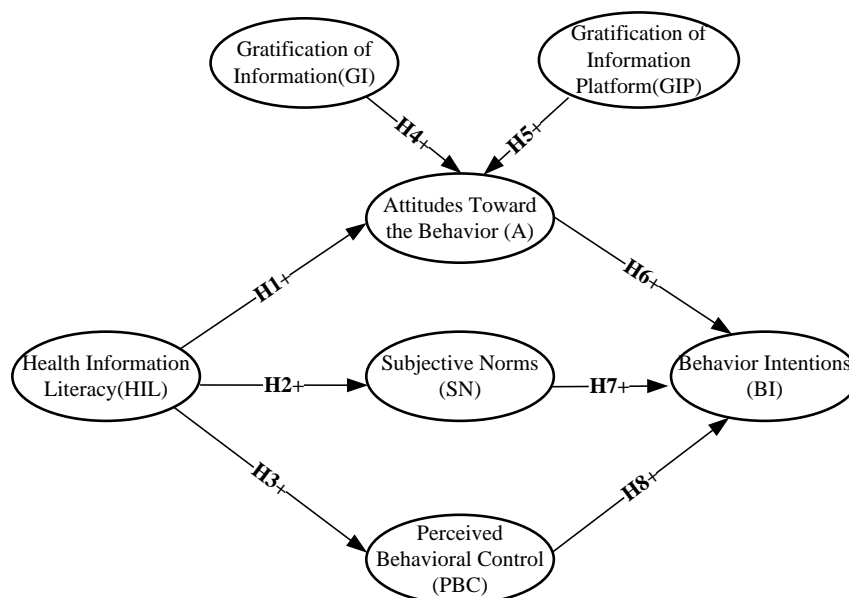 Gratification of
Information(GI)
Gratification of
Information
Platform(GIP)
H4+
H5+
Attitudes Toward
the Behavior (A)
H1+
H6+
Health Information
Literacy(HIL)
H2+
Subjective Norms
(SN)
H7+
Behavior Intentions
(BI)
H3+
H8+
Perceived
Behavioral Control
(PBC)